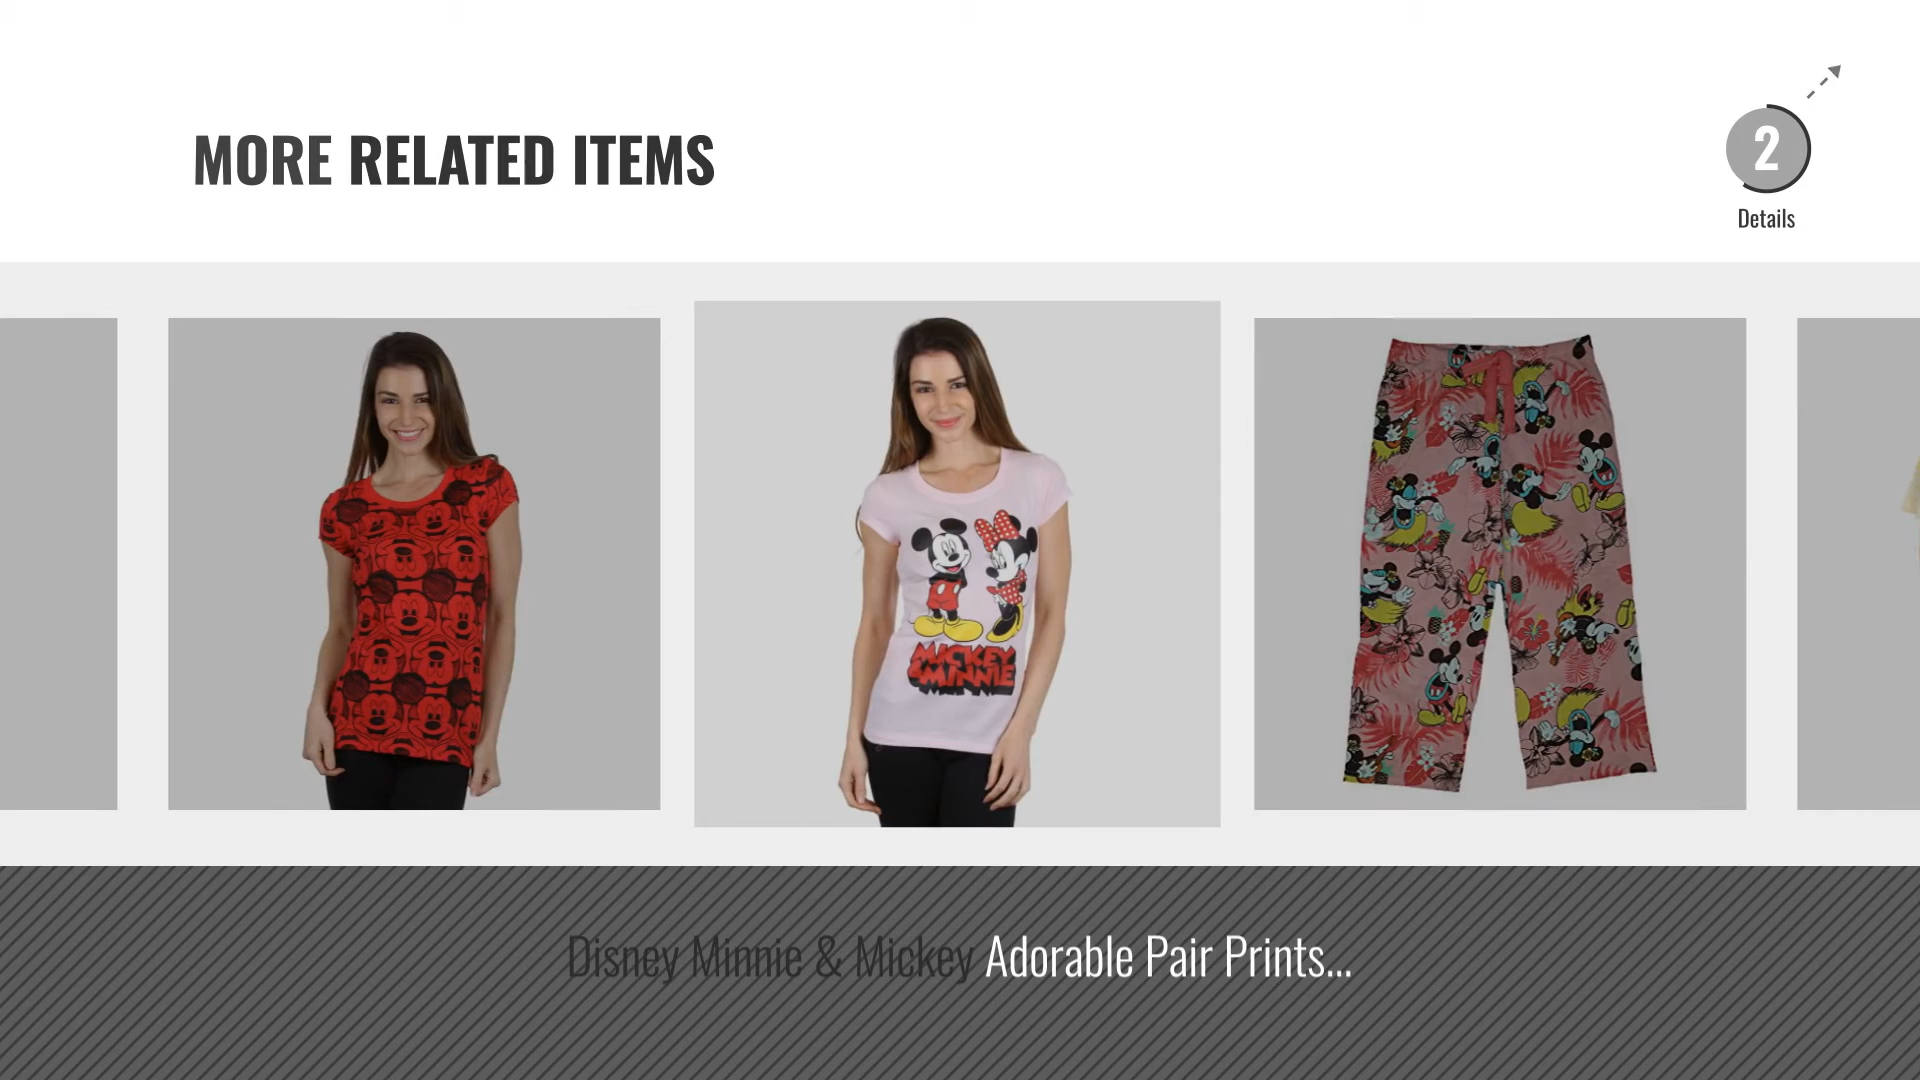 MORE RELATED ITEMS
2
Details
MICKEY
&MINNIE
Disney Minnie & Mickey Adorable Pair Prints...